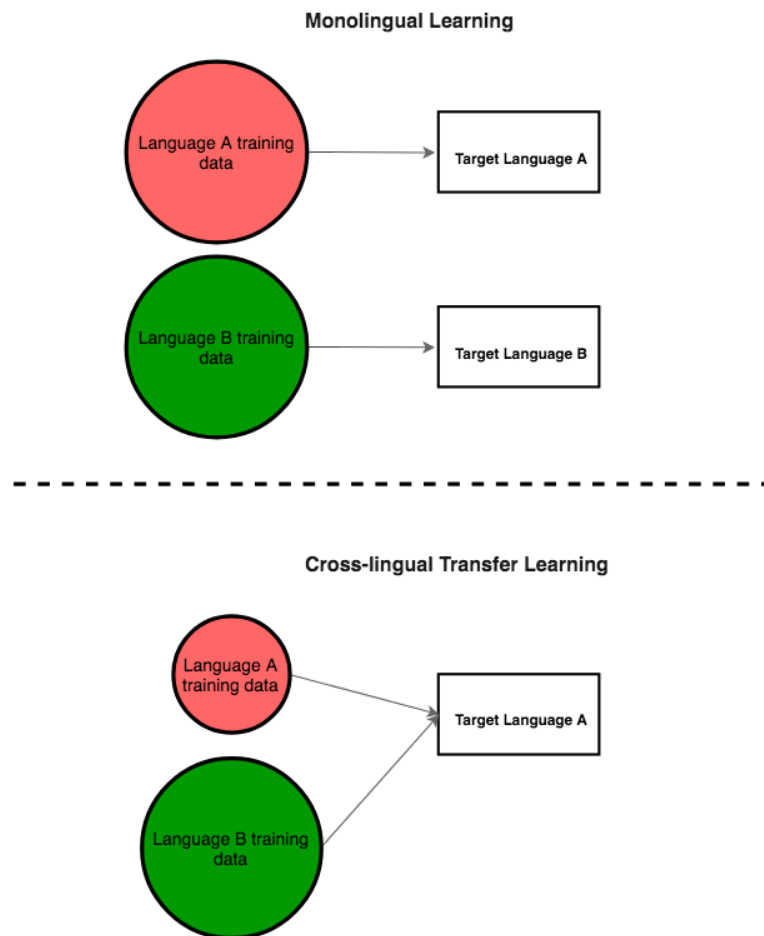 Monolingual Learning
Language A training
data
Target Language A
Language B training
data
Target Language B
Cross-lingual Transfer Learning
Language A
training data
Target Language A
Language B training
data